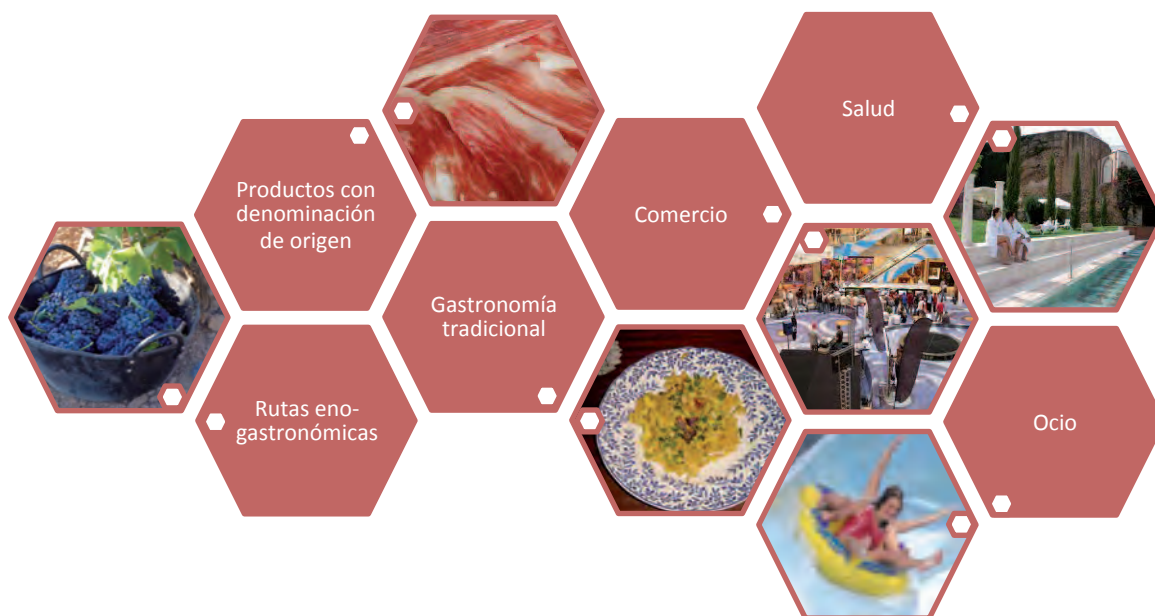 Productos con
denominación
de origen
Rutas eno-
gastronómicas
Gastronomía
tradicional
Comercio
Salud
Ocio